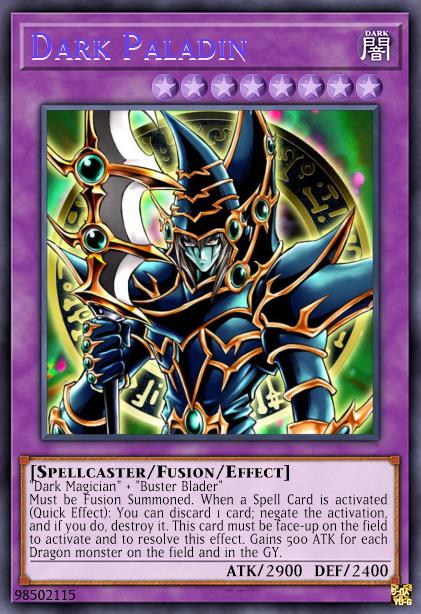 Dark Paladin
DARK
闇
[Spellcaster/Fusion/Effect]
"Dark Magician" + "Buster Blader"
Must be Fusion Summoned. When a Spell Card is activated
(Quick Effect): You can discard 1 card; negate the activation,
and if you do, destroy it. This card must be face-up on the field
to activate and to resolve this effect. Gains 500 ATK for each
Dragon monster on the field and in the GY.
ATK/2900 DEF/2400
98502115